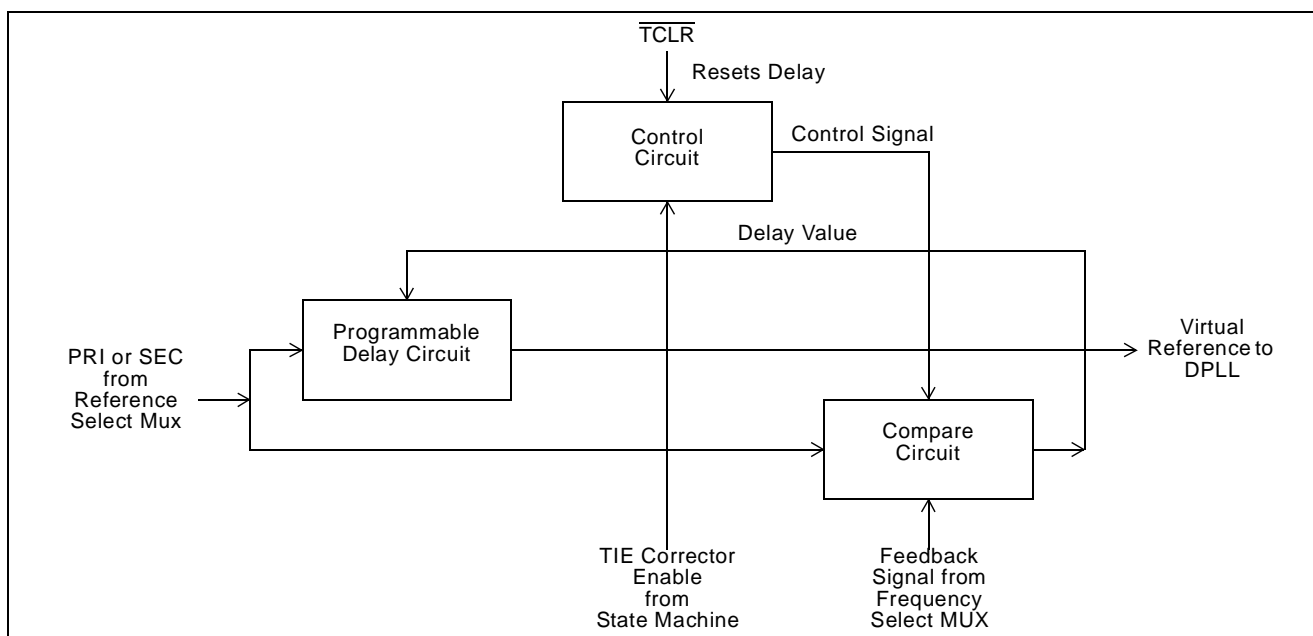 TCLR
Resets Delay
Control
Circuit
Control Signal
Delay Value
Programmable
Delay Circuit
PRI or SEC
from
Reference
Select Mux
Virtual
Reference to
DPLL
Compare
Circuit
TIE Corrector
Enable
from
State Machine
Feedback
Signal from
Frequency
Select MUX